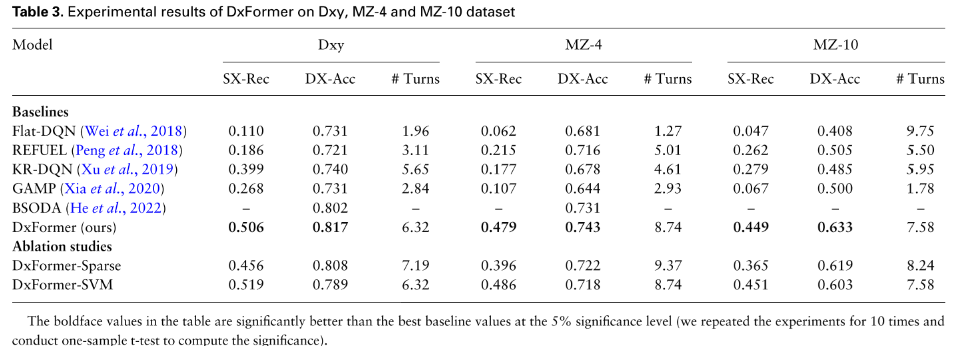 Table 3. Experimental results of DxFormer on Dxy, MZ-4 and MZ-10 dataset
Model Dxy MZ-4 MZ-10
SX-Rec DX-Acc # Turns SX-Rec DX-Acc # Turns SX-Rec DX-Acc # Turns
Baselines
Flat-DQN (Wei et al., 2018) 0.110 0.731 1.96 0.062 0.681 1.27 0.047 0.408 9.75
REFUEL (Peng et al., 2018) 0.186 0.721 3.11 0.215 0.716 5.01 0.262 0.505 5.50
KR-DQN (Xu et al., 2019) 0.399 0.740 5.65 0.177 0.678 4.61 0.279 0.485 5.95
GAMP (Xia et al., 2020) 0.268 0.731 2.84 0.107 0.644 2.93 0.067 0.500 1.78
BSODA (He et al., 2022) – 0.802 – – 0.731 – – –
DxFormer (ours) 0.506 0.817 6.32 0.479 0.743 8.74 0.449 0.633 7.58
Ablation studies
DxFormer-Sparse 0.456 0.808 7.19 0.396 0.722 9.37 0.365 0.619 8.24
DxFormer-SVM 0.519 0.789 6.32 0.486 0.718 8.74 0.451 0.603 7.58
The boldface values in the table are significantly better than the best baseline values at the 5% significance level (we repeated the experiments for 10 times and
conduct one-sample t-test to compute the significance).